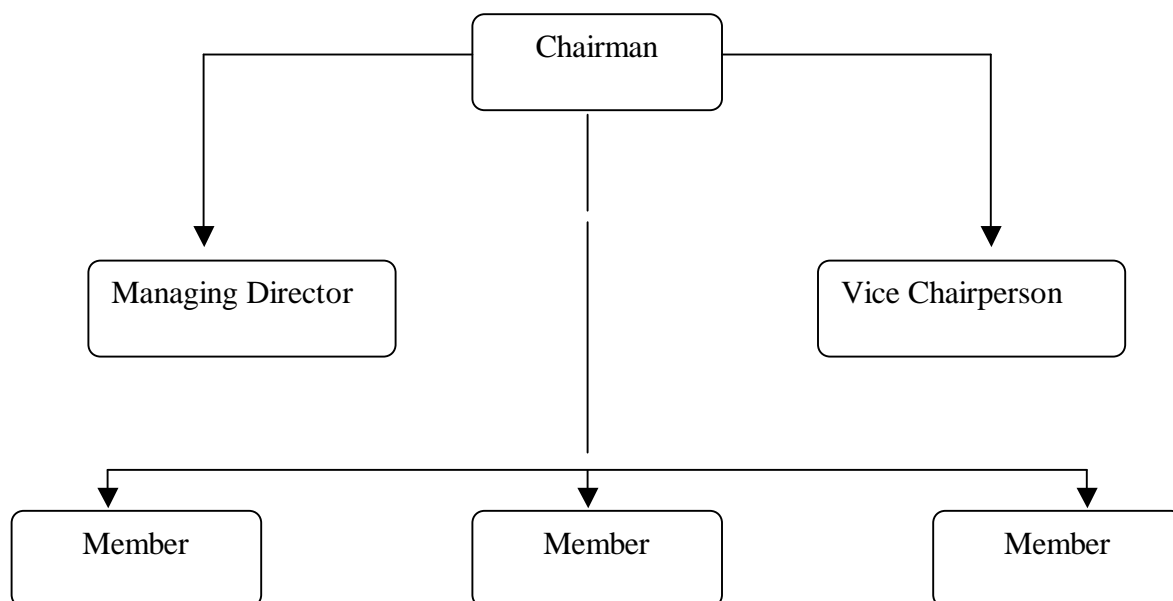 Chairman
Managing Director
Vice Chairperson
Member
Member
Member